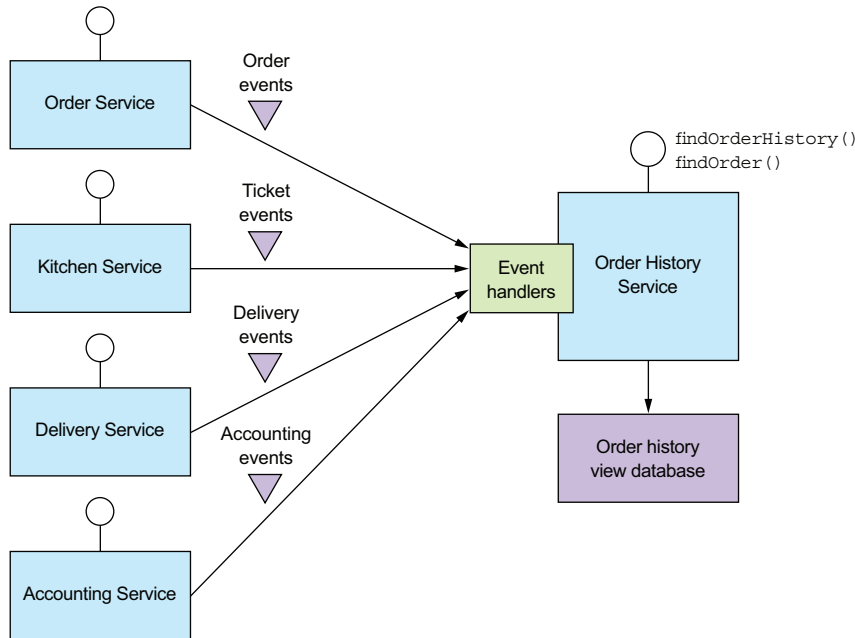 Order
events
Order Service
findOrderHistory()
findOrder()
Ticket
events
Kitchen Service
Event
handlers
Order History
Service
Delivery
events
Delivery Service
Accounting
events
Order history
view database
Accounting Service